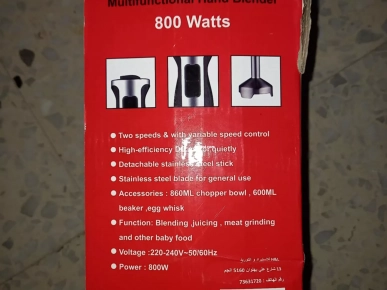 Multifunctional Hand Blender
800 Watts
Two speeds & with variable speed control
High-efficiency DC quietly
Detachable stainless steel stick
Stainless steel blade for general use
Accessories : 860ML chopper bowl , 600ML
beaker ,egg whisk
Function: Blending ,juicing , meat grinding
and other baby food
Voltage :220-240V~50/60Hz
Power : 800W